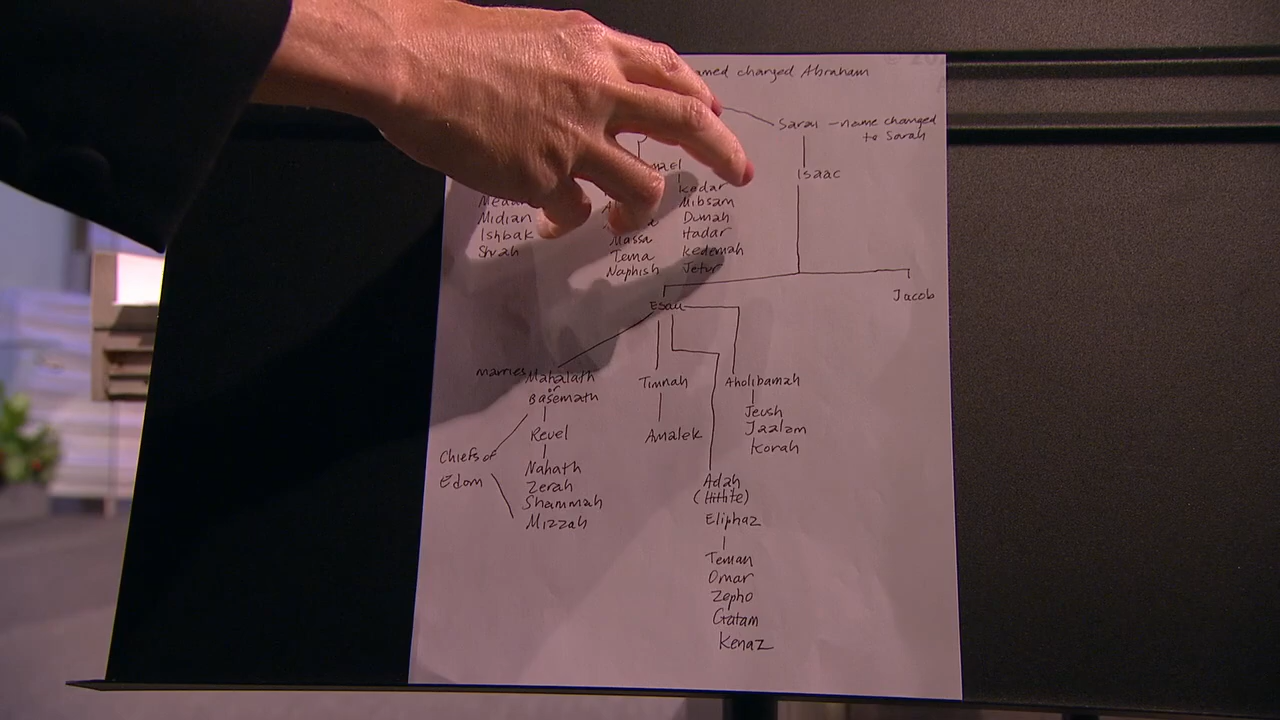 named changed Abraham
Sarai - name changed
to Sarah
Isaac
Kedar
Mibsam
Dumah
Hadar
Kedemah
Jetur
Midian
Ishbak
Shuah
Massa
Tema
Naphish
Esau
Jacob
marries Mahalath
or
Basemath
Timnah
Aholibamah
Reuel
Amalek
Jeush
Jaalam
Korah
Chiefs of
Edom
Nahath
Zerah
Shammah
Mizzah
Adah
(Hittite)
Eliphaz
Teman
Omar
Zepho
Gatam
Kenaz